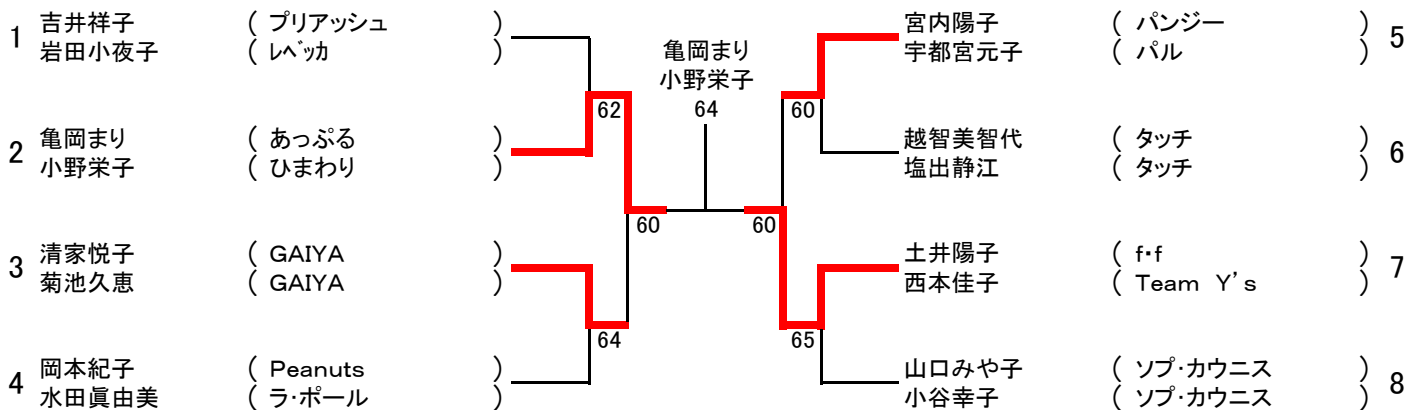 1 吉井祥子 ( プリアッシュ )
岩田小夜子 ( レベッカ )
2 亀岡まり ( あっぷる )
小野栄子 ( ひまわり )
3 清家悦子 ( GAIYA )
菊池久恵 ( GAIYA )
4 岡本紀子 ( Peanuts )
水田眞由美 ( ラ・ポール )
62
64
60
亀岡まり
小野栄子
64
60
60
65
宮内陽子 ( パンジー ) 5
宇都宮元子 ( パル )
越智美智代 ( タッチ ) 6
塩出静江 ( タッチ )
土井陽子 ( f・f ) 7
西本佳子 ( Team Y's )
山口みや子 ( ソプ・カウニス ) 8
小谷幸子 ( ソプ・カウニス )